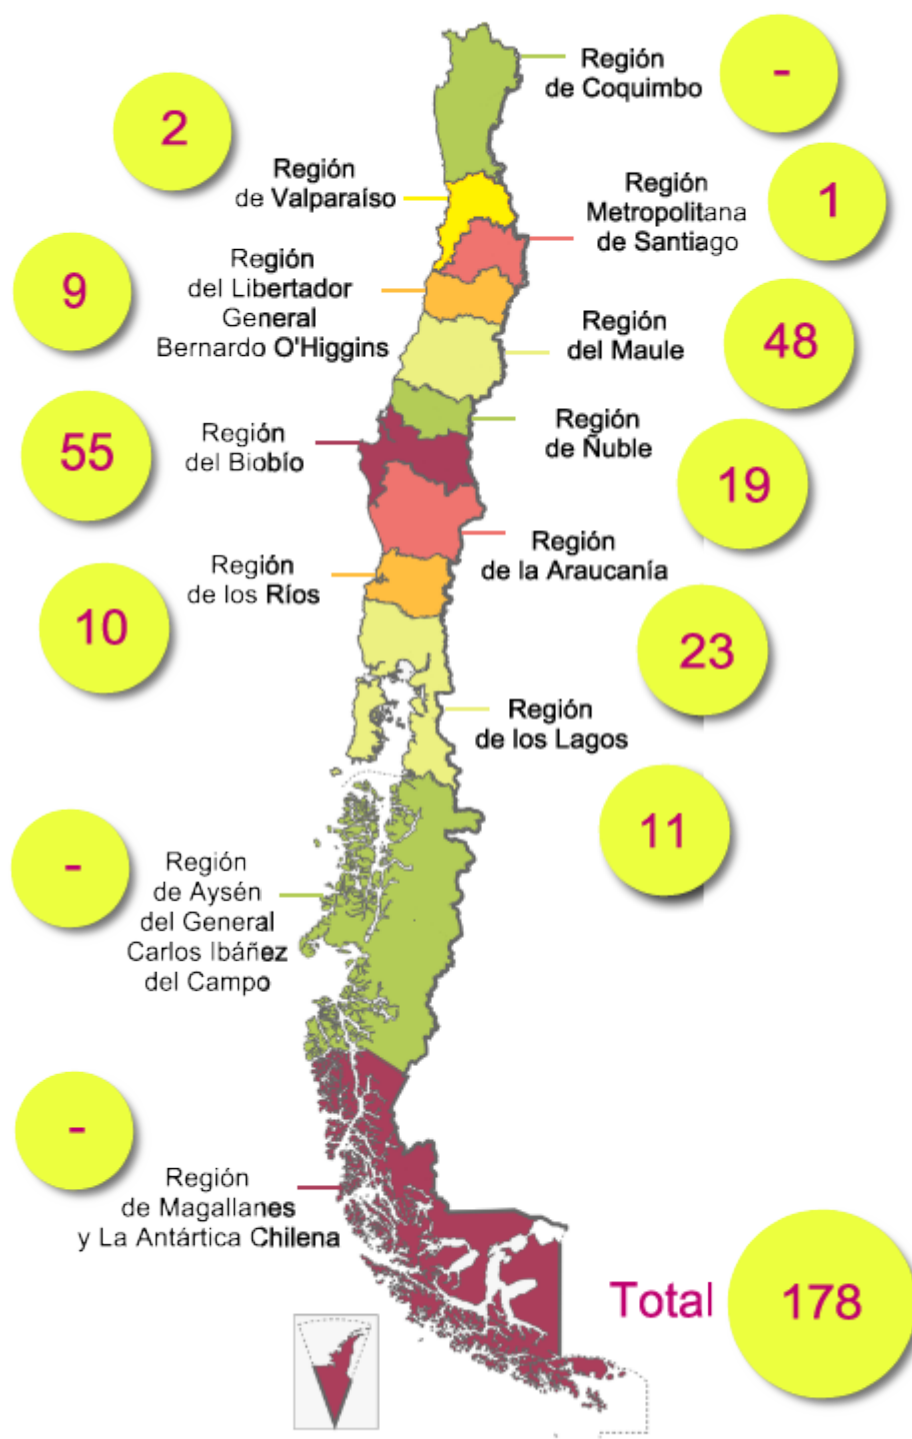 Región
de Coquimbo
-
2
Región
de Valparaíso
Región
Metropolitana
de Santiago
1
9
Región
del Libertador
General
Bernardo O'Higgins
Región
del Maule
48
55
Región
del Biobío
Región
de Ñuble
19
Región
de los Ríos
10
Región
de la Araucanía
23
Región
de los Lagos
11
-
Región
de Aysén
del General
Carlos Ibáñez
del Campo
-
Región
de Magallanes
y La Antártica Chilena
Total 178